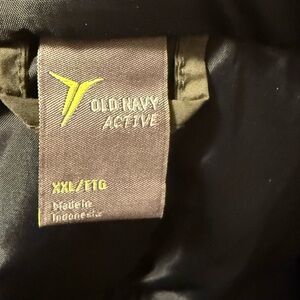 OLD NAVY
ACTIVE
XXL/ETG
Made in
Indonesia